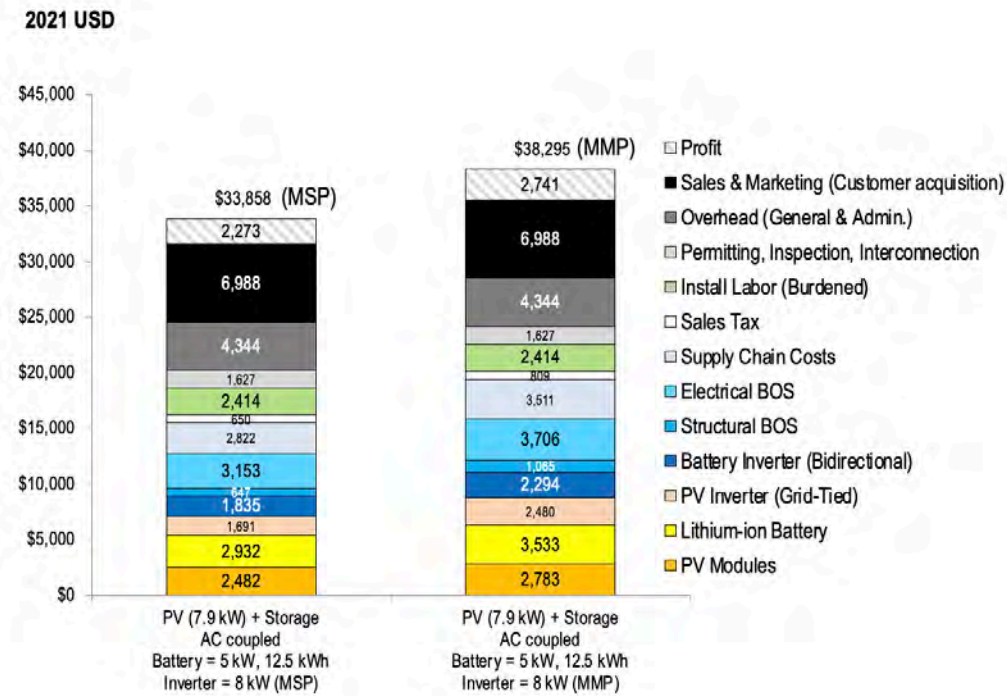 2021 USD
$45,000
$40,000
$35,000
$30,000
$25,000
$20,000
$15,000
$10,000
$5,000
$0
$33,858 (MSP)
2,273
6,988
4,344
1,627
2,414
650
2,822
3,153
647
1,835
1,691
2,932
2,482
PV (7.9 kW) + Storage
AC coupled
Battery = 5 kW, 12.5 kWh
Inverter = 8 kW (MSP)
$38,295 (MMP)
2,741
6,988
4,344
1,627
2,414
809
3,511
3,706
1,065
2,294
2,480
3,533
2,783
PV (7.9 kW) + Storage
AC coupled
Battery = 5 kW, 12.5 kWh
Inverter = 8 kW (MMP)
Profit
Sales & Marketing (Customer acquisition)
Overhead (General & Admin.)
Permitting, Inspection, Interconnection
Install Labor (Burdened)
Sales Tax
Supply Chain Costs
Electrical BOS
Structural BOS
Battery Inverter (Bidirectional)
PV Inverter (Grid-Tied)
Lithium-ion Battery
PV Modules